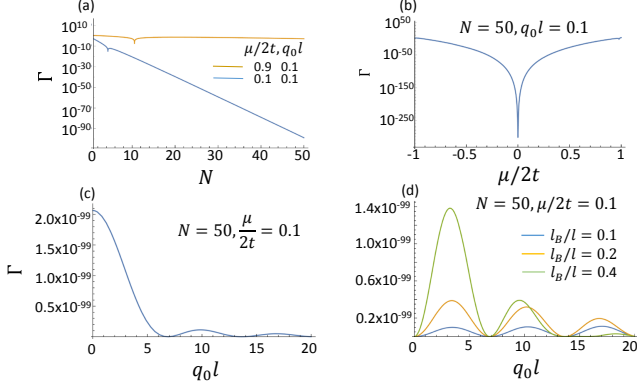 (a)
Γ
10^10
10^-10
10^-30
10^-50
10^-70
10^-90
μ/2t, q₀l
0.9 0.1
0.1 0.1
0 10 20 30 40 50
N
(b)
Γ
10^50
10^-50
10^-150
10^-250
N = 50, q₀l = 0.1
-1 -0.5 0 0.5 1
μ/2t
(c)
Γ
2.0x10^-99
1.5x10^-99
1.0x10^-99
0.5x10^-99
N = 50, μ/2t = 0.1
0 5 10 15 20
q₀l
(d)
N = 50, μ/2t = 0.1
1.4x10^-99
1.0x10^-99
0.6x10^-99
0.2x10^-99
l_B/l = 0.1
l_B/l = 0.2
l_B/l = 0.4
0 5 10 15 20
q₀l